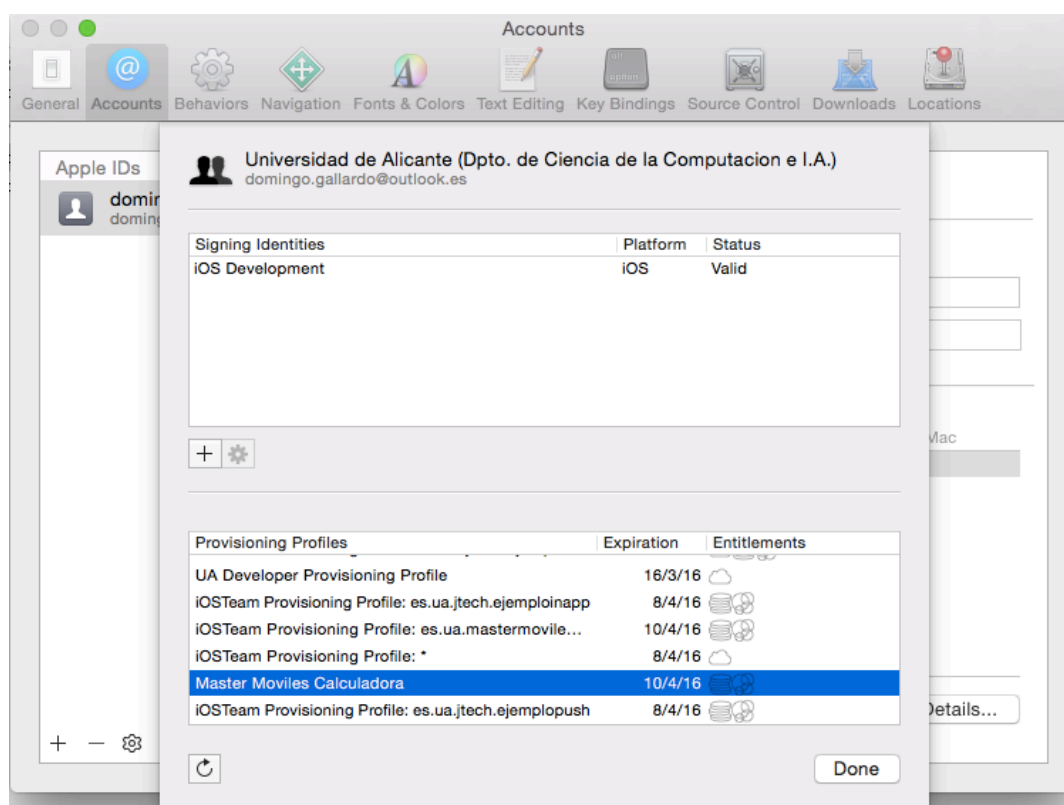 Accounts
General Accounts Behaviors Navigation Fonts & Colors Text Editing Key Bindings Source Control Downloads Locations
Apple IDs
Universidad de Alicante (Dpto. de Ciencia de la Computacion e I.A.)
domingo.gallardo@outlook.es
Signing Identities Platform Status
iOS Development iOS Valid
Mac
Provisioning Profiles Expiration Entitlements
UA Developer Provisioning Profile 16/3/16
iOSTeam Provisioning Profile: es.ua.jtech.ejemploinapp 8/4/16
iOSTeam Provisioning Profile: es.ua.mastermovile... 10/4/16
iOSTeam Provisioning Profile: * 8/4/16
Master Moviles Calculadora 10/4/16
iOSTeam Provisioning Profile: es.ua.jtech.ejemplopush 8/4/16
Details...
Done